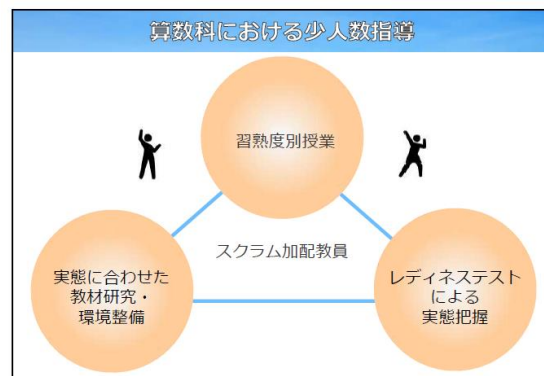 算数科における少人数指導
習熟度別授業
スクラム加配教員
実態に合わせた
教材研究・
環境整備
レディネステスト
による
実態把握